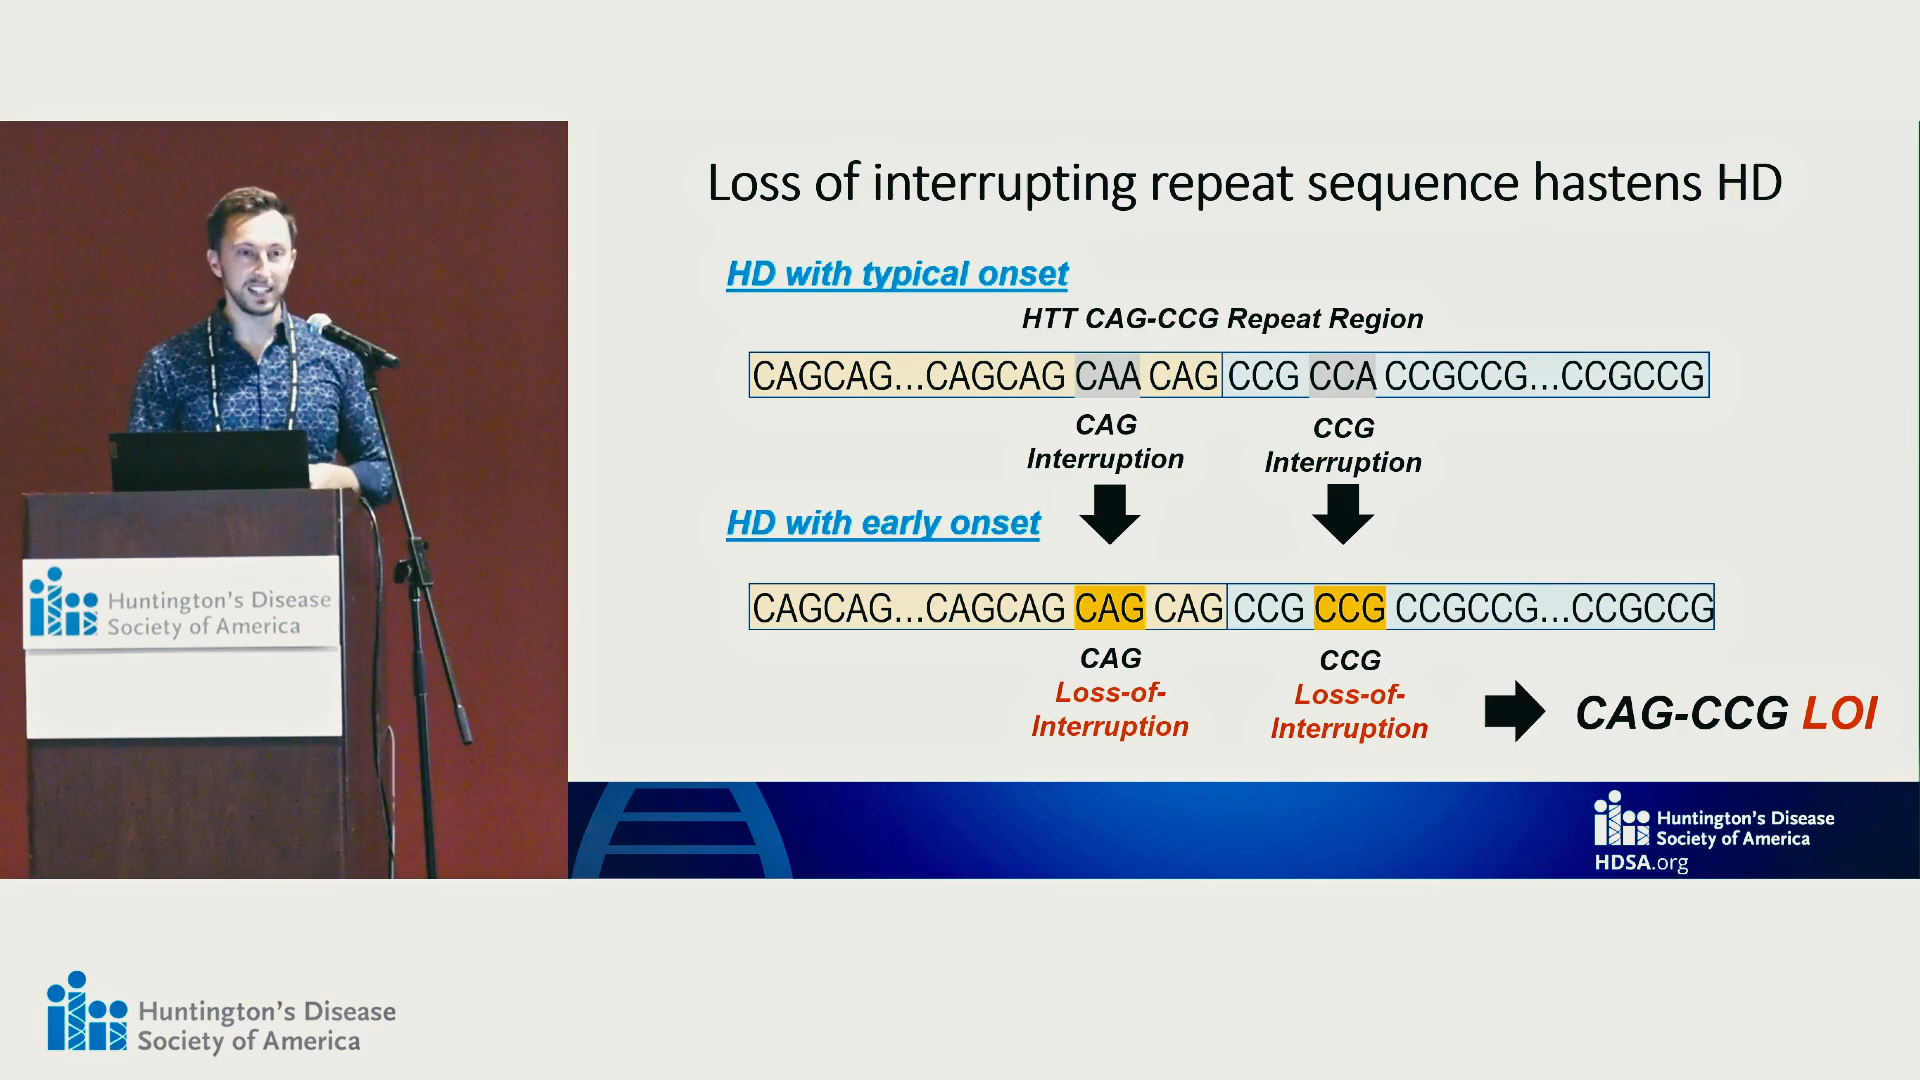 Loss of interrupting repeat sequence hastens HD
HD with typical onset
HTT CAG-CCG Repeat Region
CAGCAG...CAGCAG CAA CAG CCG CCA CCGCCG...CCGCCG
CAG
Interruption
CCG
Interruption
HD with early onset
CAGCAG...CAGCAG CAG CAG CCG CCG CCGCCG...CCGCCG
CAG
Loss-of-
Interruption
CCG
Loss-of-
Interruption
CAG-CCG LOI
Huntington's Disease
Society of America
HDSA.org
Huntington's Disease
Society of America
Huntington's Disease
Society of America